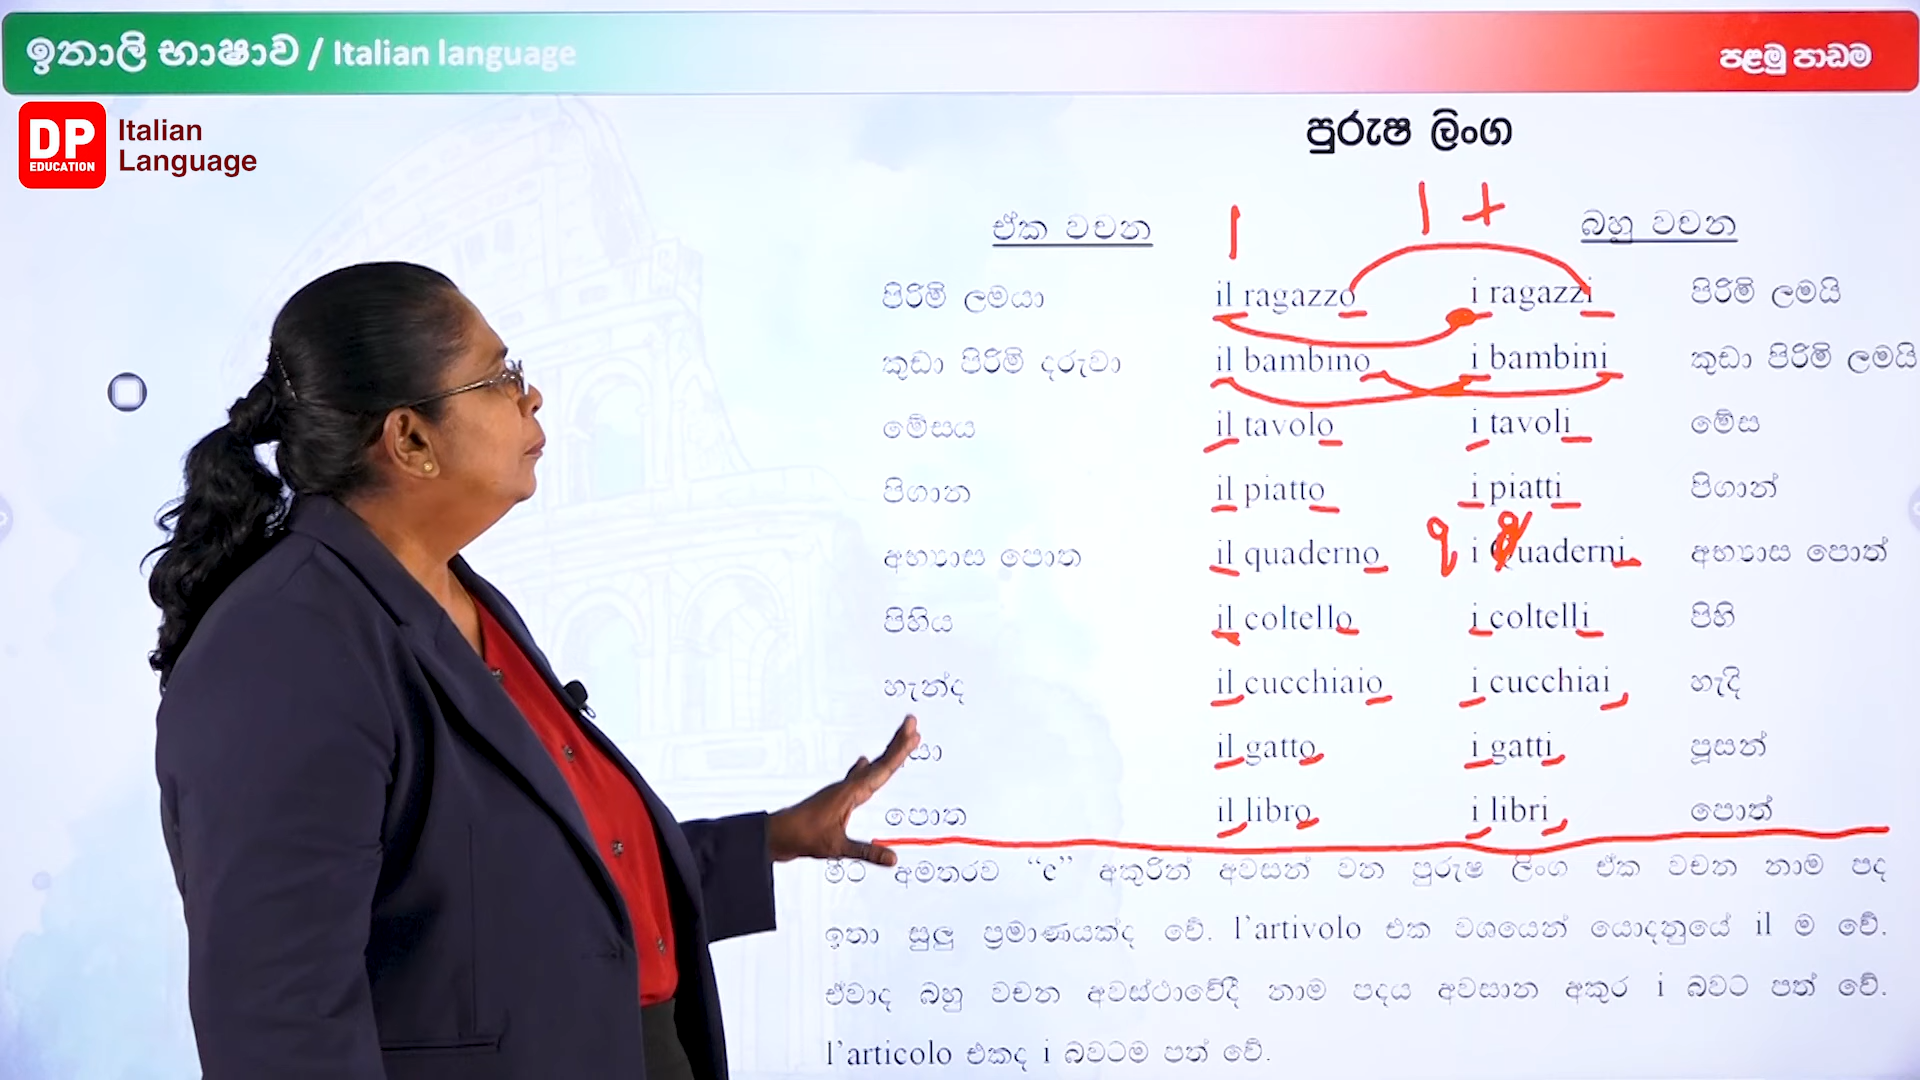 ඉතාලි භාෂාව / Italian language
පළමු පාඩම
DP EDUCATION
Italian Language
පුරුෂ ලිංග
ඒක වචන | | + බහු වචන
පිරිමි ලමයා il ragazzo i ragazzi පිරිමි ලමයි
කුඩා පිරිමි දරුවා il bambino i bambini කුඩා පිරිමි ලමයි
මේසය il tavolo i tavoli මේස
පිගාන il piatto i piatti පිගාන්
අභ්‍යාස පොත il quaderno q i Quaderni අභ්‍යාස පොත්
පිහිය il coltello i coltelli පිහි
හැන්ද il cucchiaio i cucchiai හැදි
il gatto i gatti පූසන්
පොත il libro i libri පොත්
මීට අමතරව “e” අකුරින් අවසන් වන පුරුෂ ලිංග ඒක වචන නාම පද
ඉතා සුලු ප්‍රමාණයක්ද වේ. l’artivolo එක වශයෙන් යොදනුයේ il ම වේ.
ඒවාද බහු වචන අවස්ථාවේදී නාම පදය අවසාන අකුර i බවට පත් වේ.
l’articolo එකද i බවටම පත් වේ.